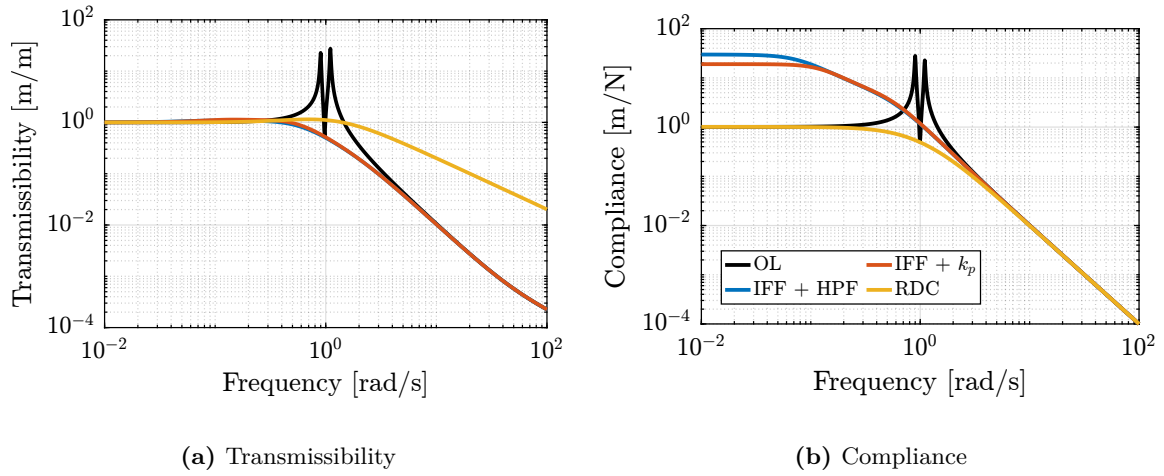 10^2
10^0
10^-2
10^-4
Transmissibility [m/m]
10^-2 10^0 10^2
Frequency [rad/s]
(a) Transmissibility
10^2
10^0
10^-2
10^-4
Compliance [m/N]
OL IFF + k_p
IFF + HPF RDC
10^-2 10^0 10^2
Frequency [rad/s]
(b) Compliance